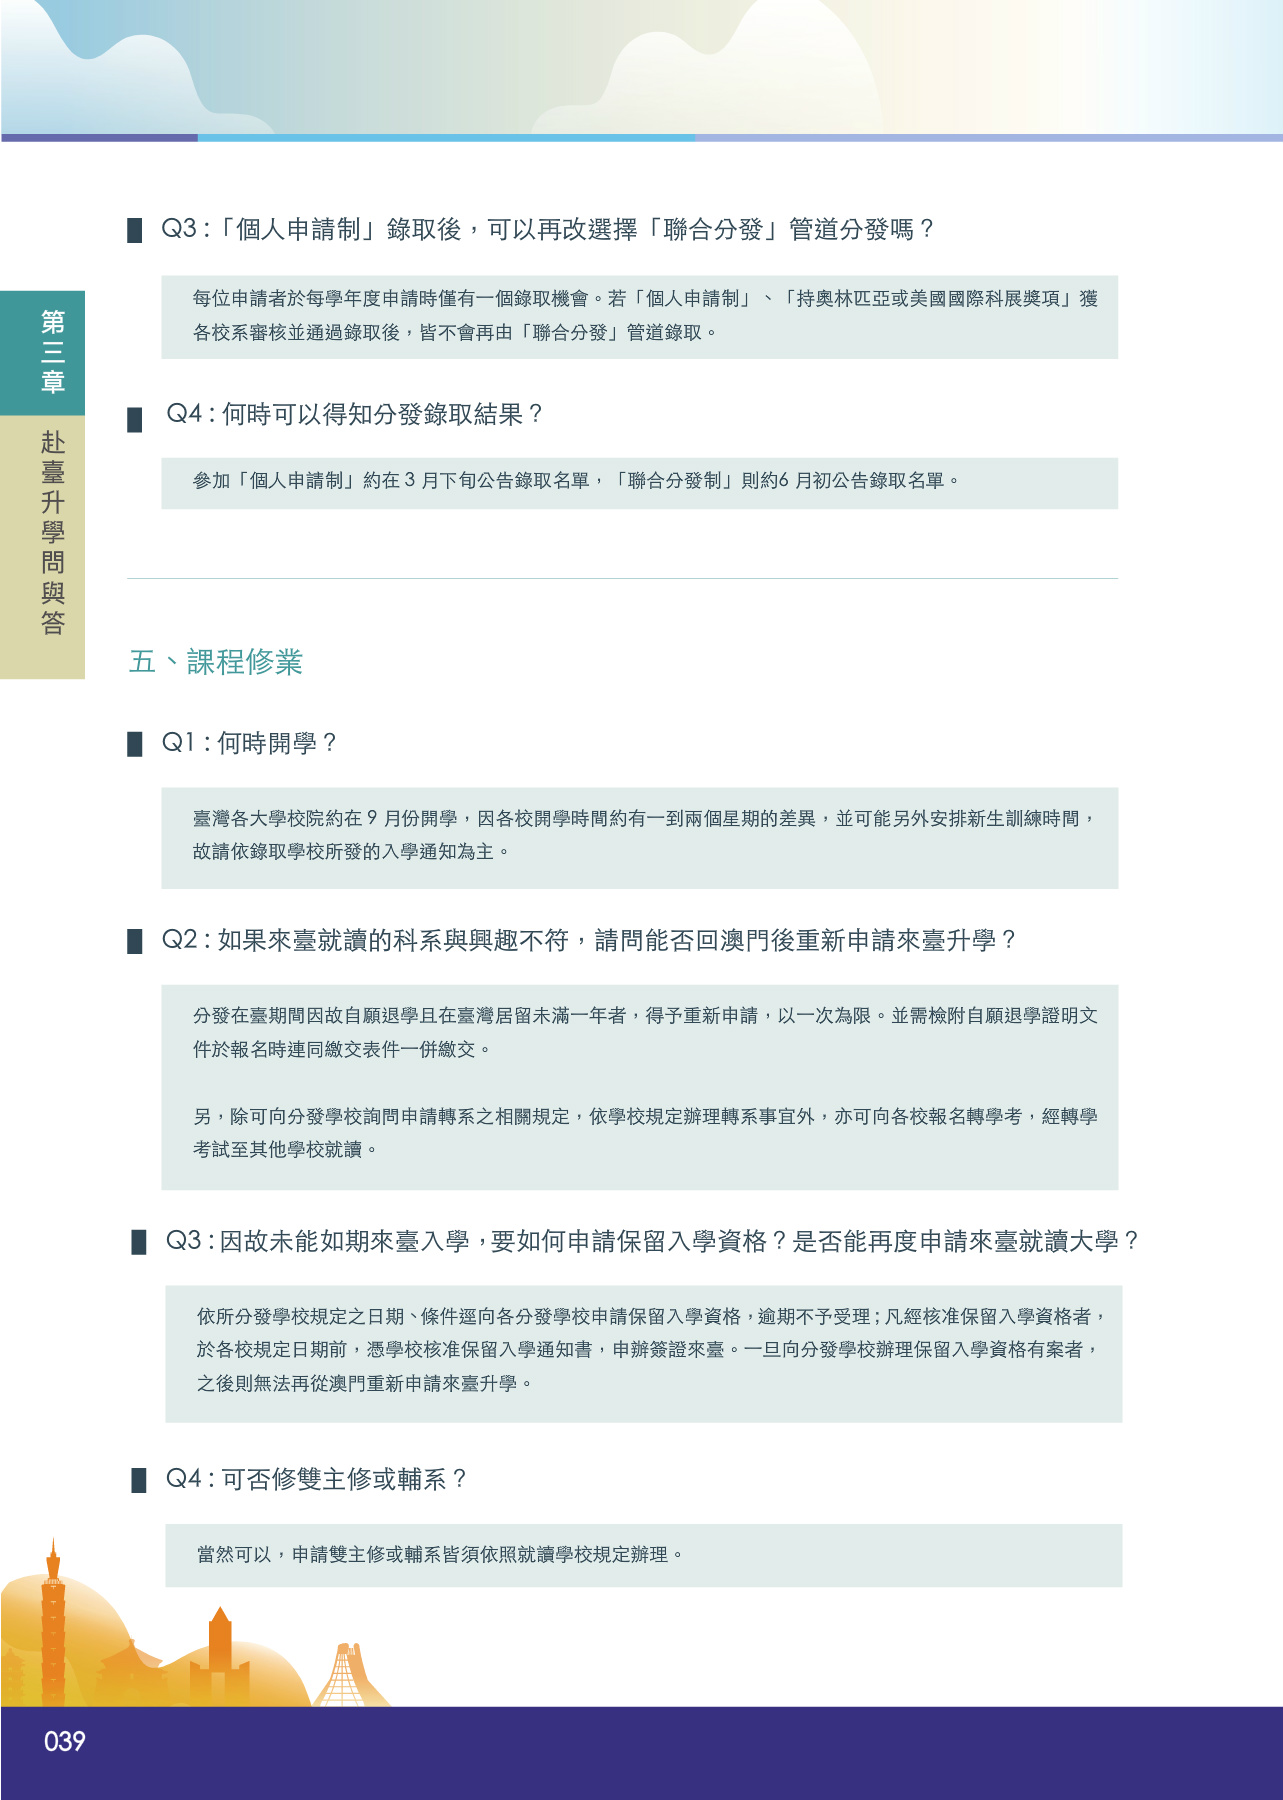 Q3：「個人申請制」錄取後，可以再改選擇「聯合分發」管道分發嗎？
每位申請者於每學年度申請時僅有一個錄取機會。若「個人申請制」、「持奧林匹亞或美國國際科展獎項」獲
各校系審核並通過錄取後，皆不會再由「聯合分發」管道錄取。
第三章
赴臺升學問與答
Q4：何時可以得知分發錄取結果？
參加「個人申請制」約在 3 月下旬公告錄取名單，「聯合分發制」則約6 月初公告錄取名單。
五、課程修業
Q1：何時開學？
臺灣各大學校院約在 9 月份開學，因各校開學時間約有一到兩個星期的差異，並可能另外安排新生訓練時間，
故請依錄取學校所發的入學通知為主。
Q2：如果來臺就讀的科系與興趣不符，請問能否回澳門後重新申請來臺升學？
分發在臺期間因故自願退學且在臺灣居留未滿一年者，得予重新申請，以一次為限。並需檢附自願退學證明文
件於報名時連同繳交表件一併繳交。
另，除可向分發學校詢問申請轉系之相關規定，依學校規定辦理轉系事宜外，亦可向各校報名轉學考，經轉學
考試至其他學校就讀。
Q3：因故未能如期來臺入學，要如何申請保留入學資格？是否能再度申請來臺就讀大學？
依所分發學校規定之日期、條件逕向各分發學校申請保留入學資格，逾期不予受理；凡經核准保留入學資格者，
於各校規定日期前，憑學校核准保留入學通知書，申辦簽證來臺。一旦向分發學校辦理保留入學資格有案者，
之後則無法再從澳門重新申請來臺升學。
Q4：可否修雙主修或輔系？
當然可以，申請雙主修或輔系皆須依照就讀學校規定辦理。
039